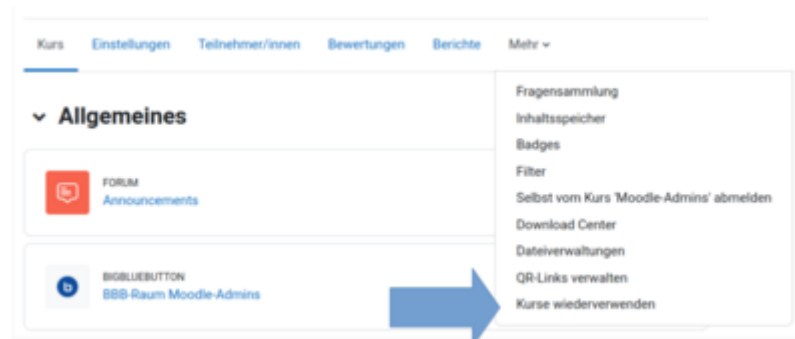 Kurs Einstellungen Teilnehmer/innen Bewertungen Berichte Mehr
Allgemeines
FORUM
Announcements
BIGBLUEBUTTON
BBB-Raum Moodle-Admins
Fragensammlung
Inhaltsspeicher
Badges
Filter
Selbst vom Kurs 'Moodle-Admins' abmelden
Download Center
Dateiverwaltungen
QR-Links verwalten
Kurse wiederverwenden